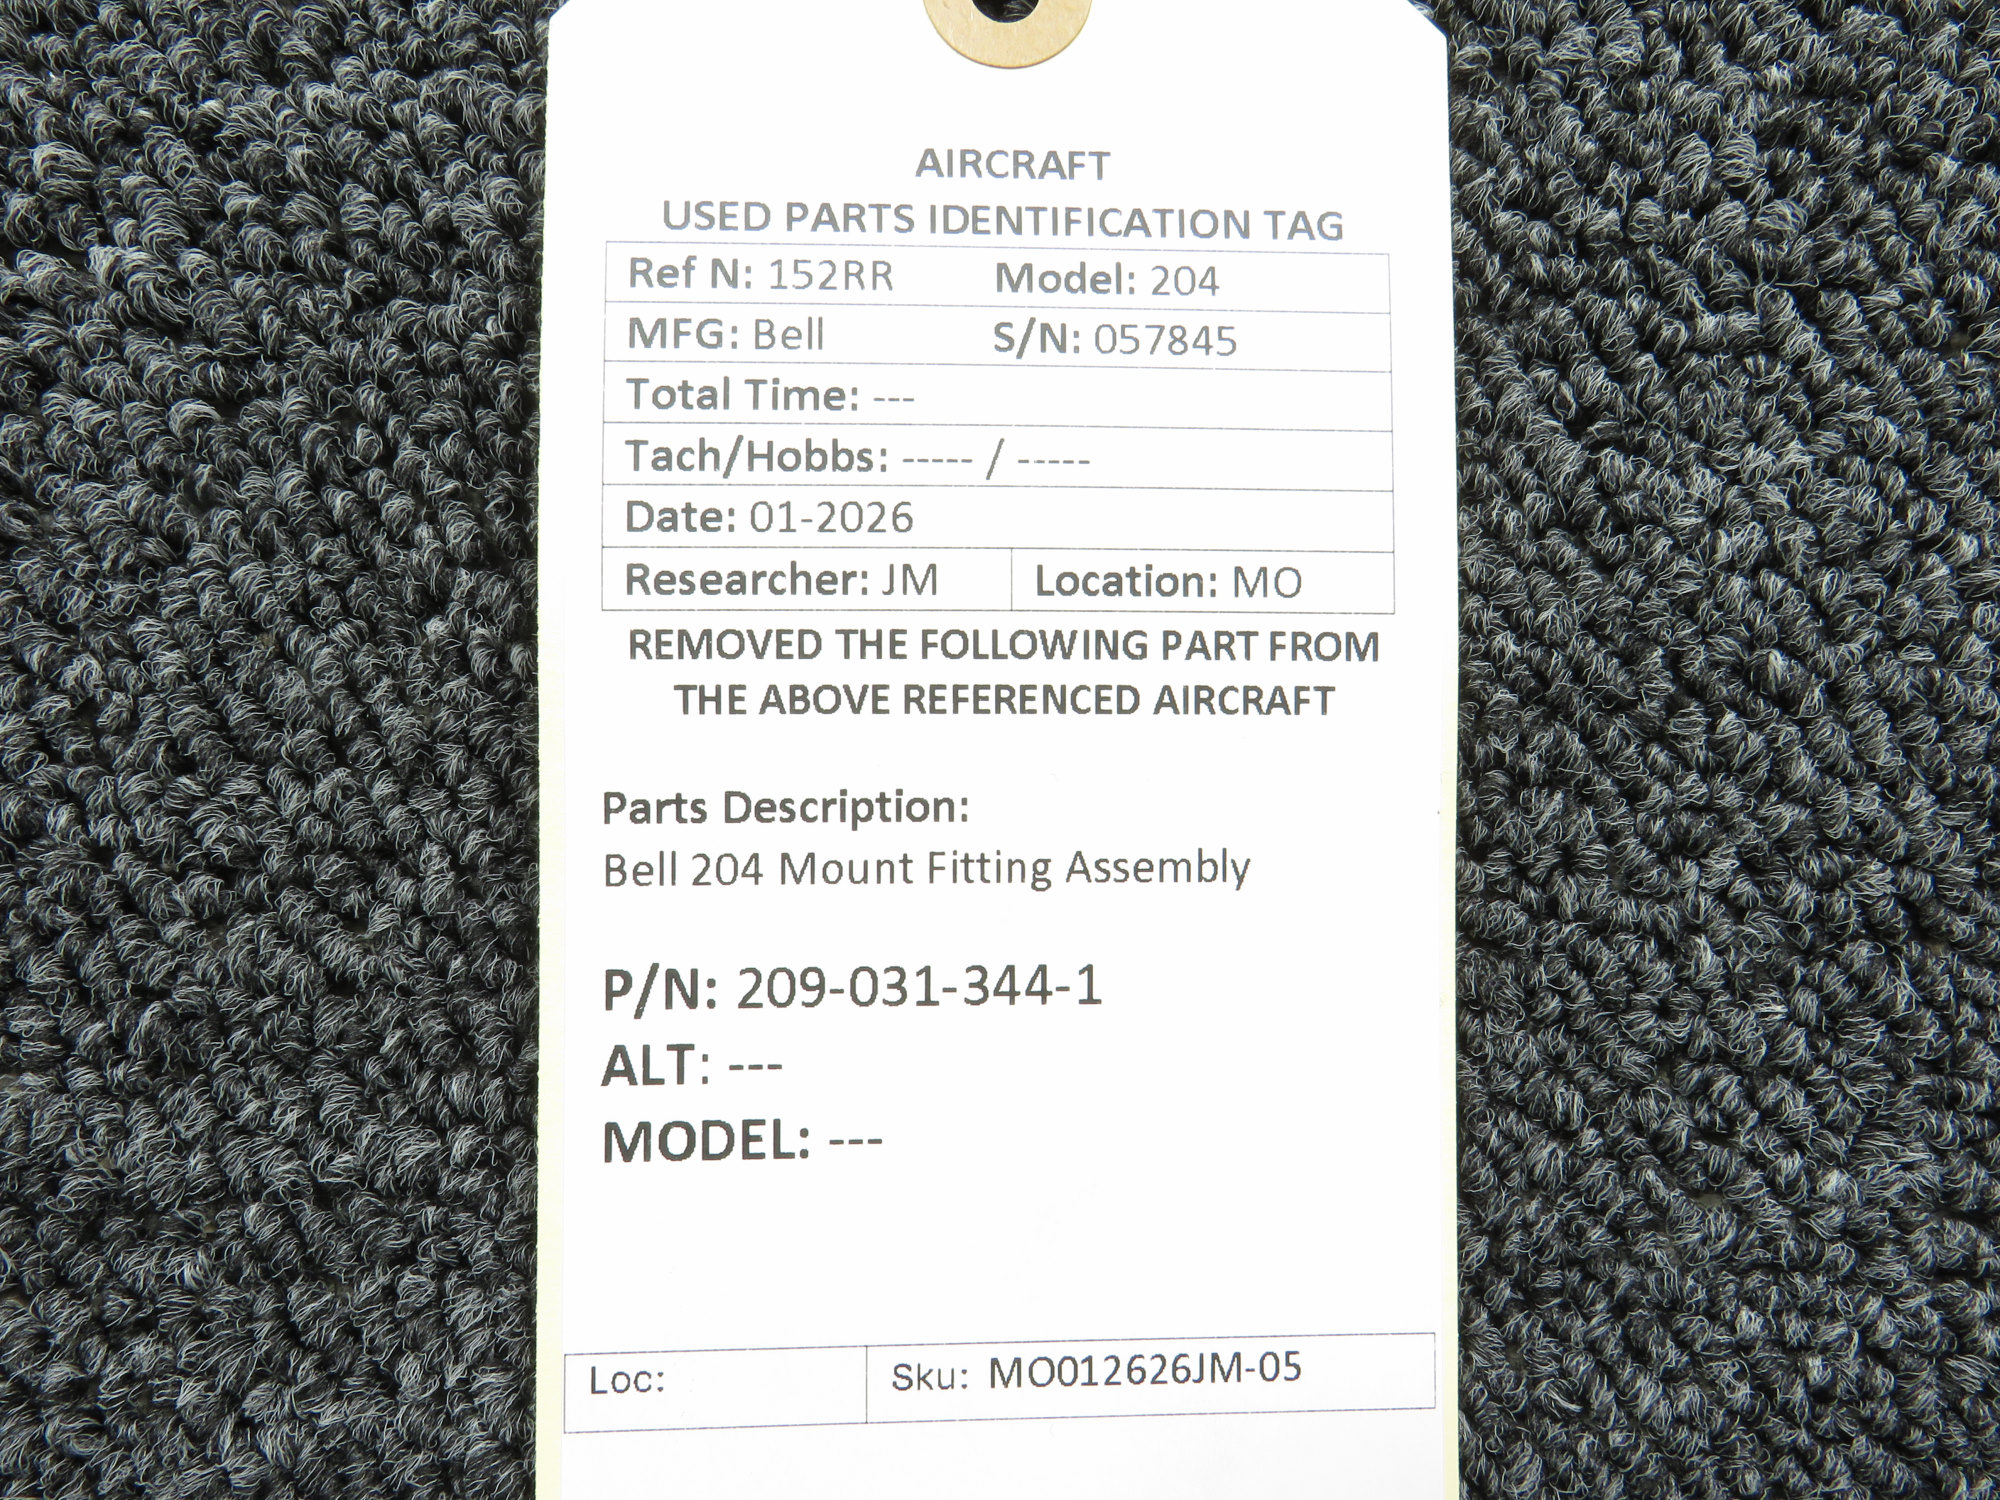 AIRCRAFT
USED PARTS IDENTIFICATION TAG
Ref N: 152RR Model: 204
MFG: Bell S/N: 057845
Total Time: ---
Tach/Hobbs: ----- / -----
Date: 01-2026
Researcher: JM Location: MO
REMOVED THE FOLLOWING PART FROM
THE ABOVE REFERENCED AIRCRAFT
Parts Description:
Bell 204 Mount Fitting Assembly
P/N: 209-031-344-1
ALT: ---
MODEL: ---
Loc: Sku: MO012626JM-05